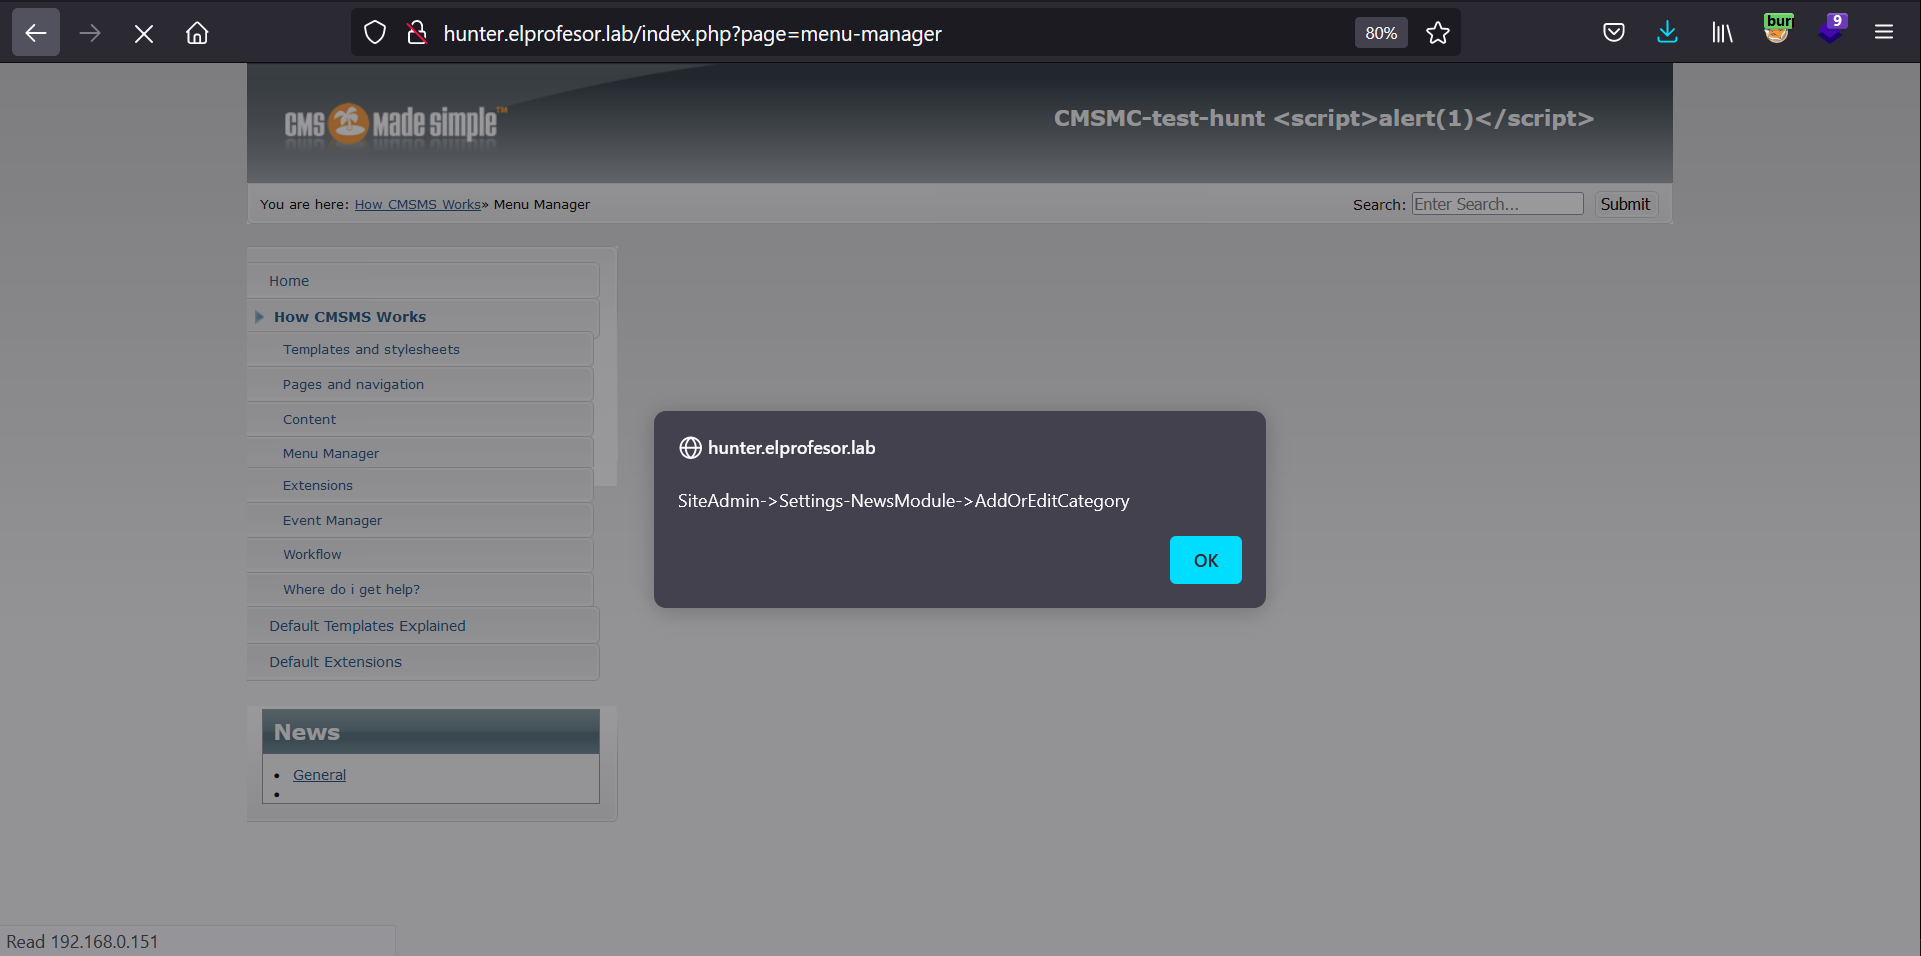 hunter.elprofesor.lab/index.php?page=menu-manager
80%
burp
9
CMS Made simple™
CMSMC-test-hunt <script>alert(1)</script>
You are here: How CMSMS Works» Menu Manager
Search: Enter Search... Submit
Home
How CMSMS Works
Templates and stylesheets
Pages and navigation
Content
Menu Manager
Extensions
Event Manager
Workflow
Where do i get help?
Default Templates Explained
Default Extensions
hunter.elprofesor.lab
SiteAdmin->Settings-NewsModule->AddOrEditCategory
OK
News
General
Read 192.168.0.151